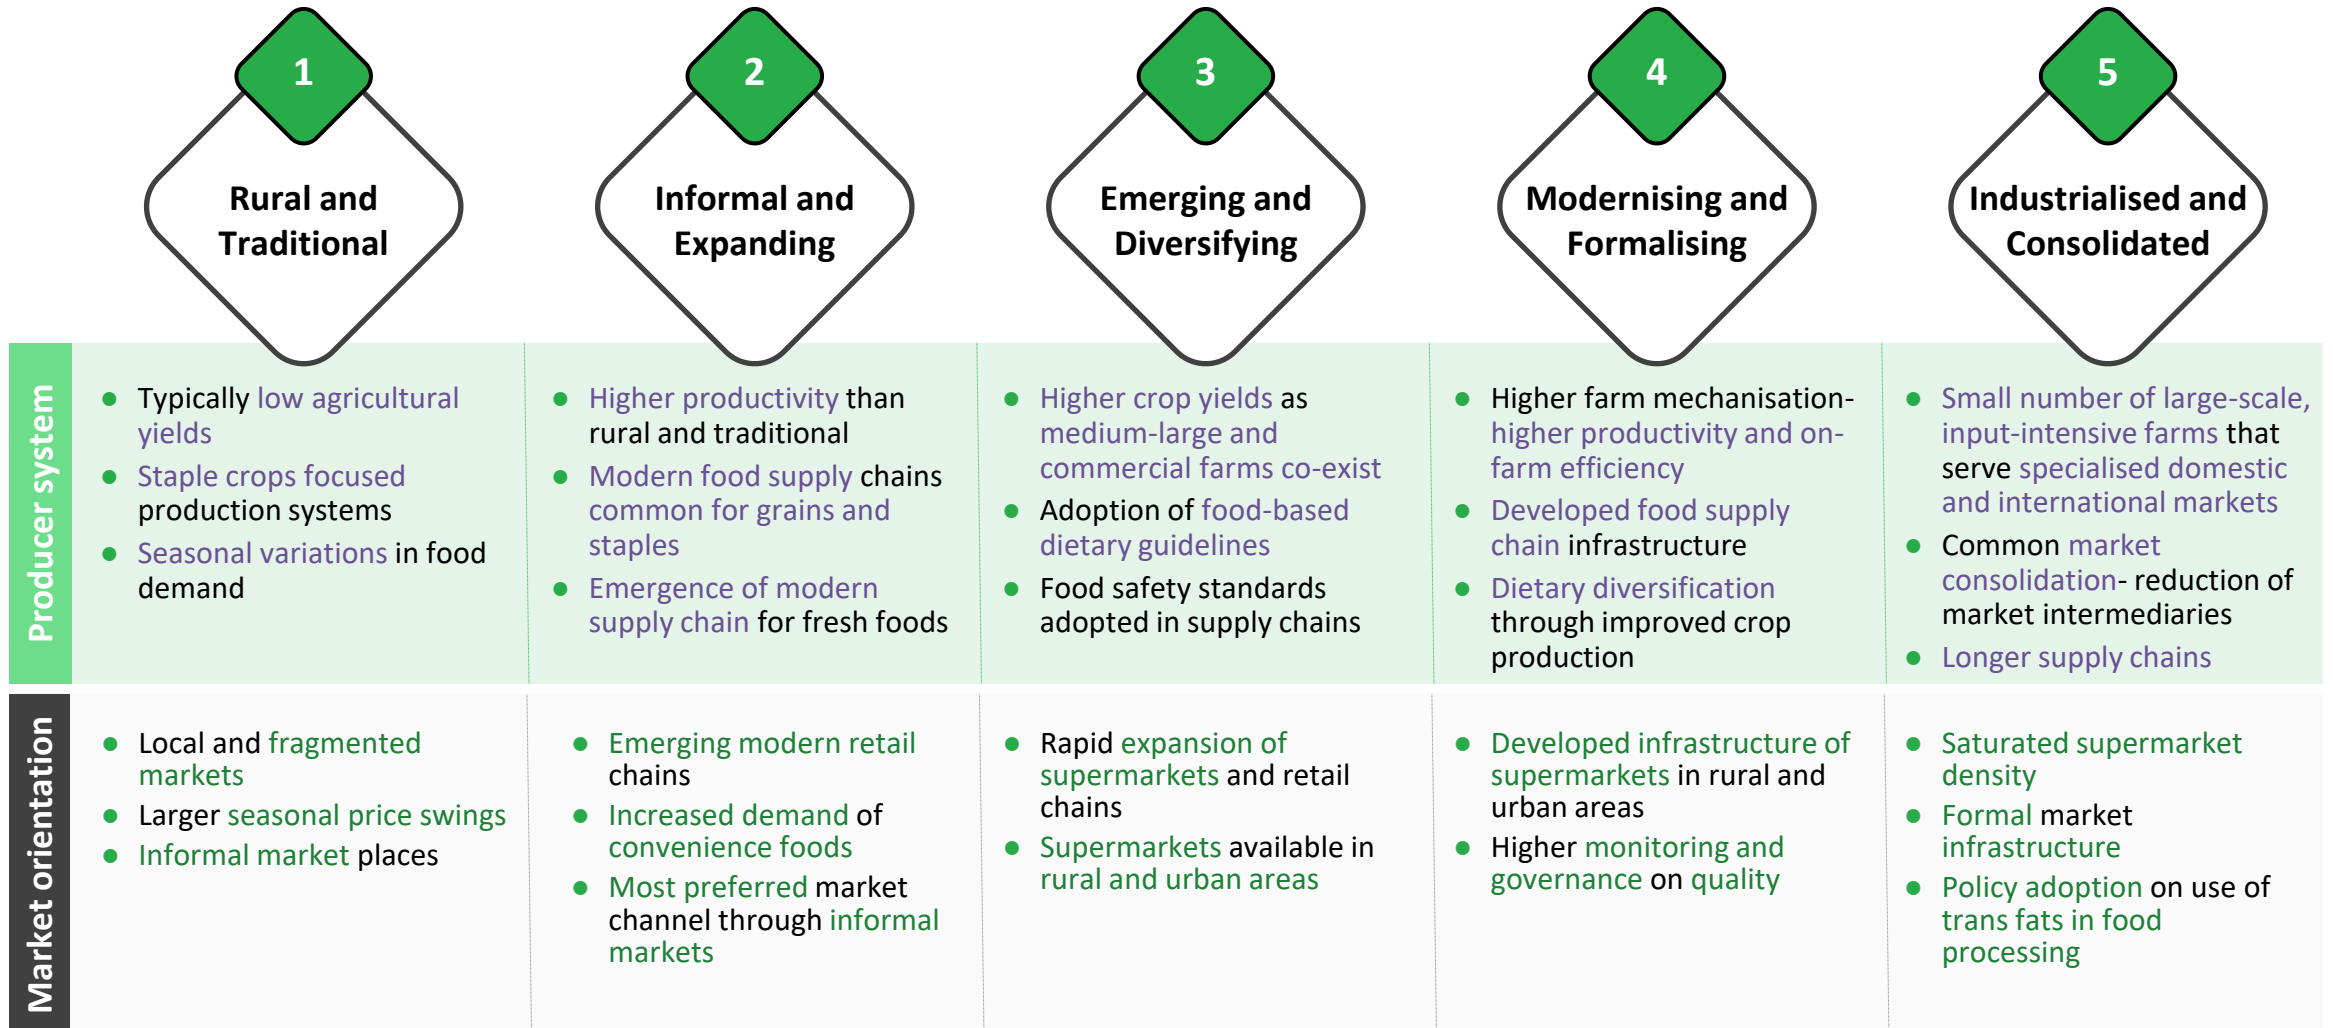 1
Rural and
Traditional
2
Informal and
Expanding
3
Emerging and
Diversifying
4
Modernising and
Formalising
5
Industrialised and
Consolidated
Producer system
● Typically low agricultural
yields
● Staple crops focused
production systems
● Seasonal variations in food
demand
● Higher productivity than
rural and traditional
● Modern food supply chains
common for grains and
staples
● Emergence of modern
supply chain for fresh foods
● Higher crop yields as
medium-large and
commercial farms co-exist
● Adoption of food-based
dietary guidelines
● Food safety standards
adopted in supply chains
● Higher farm mechanisation-
higher productivity and on-
farm efficiency
● Developed food supply
chain infrastructure
● Dietary diversification
through improved crop
production
● Small number of large-scale,
input-intensive farms that
serve specialised domestic
and international markets
● Common market
consolidation- reduction of
market intermediaries
● Longer supply chains
Market orientation
● Local and fragmented
markets
● Larger seasonal price swings
● Informal market places
● Emerging modern retail
chains
● Increased demand of
convenience foods
● Most preferred market
channel through informal
markets
● Rapid expansion of
supermarkets and retail
chains
● Supermarkets available in
rural and urban areas
● Developed infrastructure of
supermarkets in rural and
urban areas
● Higher monitoring and
governance on quality
● Saturated supermarket
density
● Formal market
infrastructure
● Policy adoption on use of
trans fats in food
processing